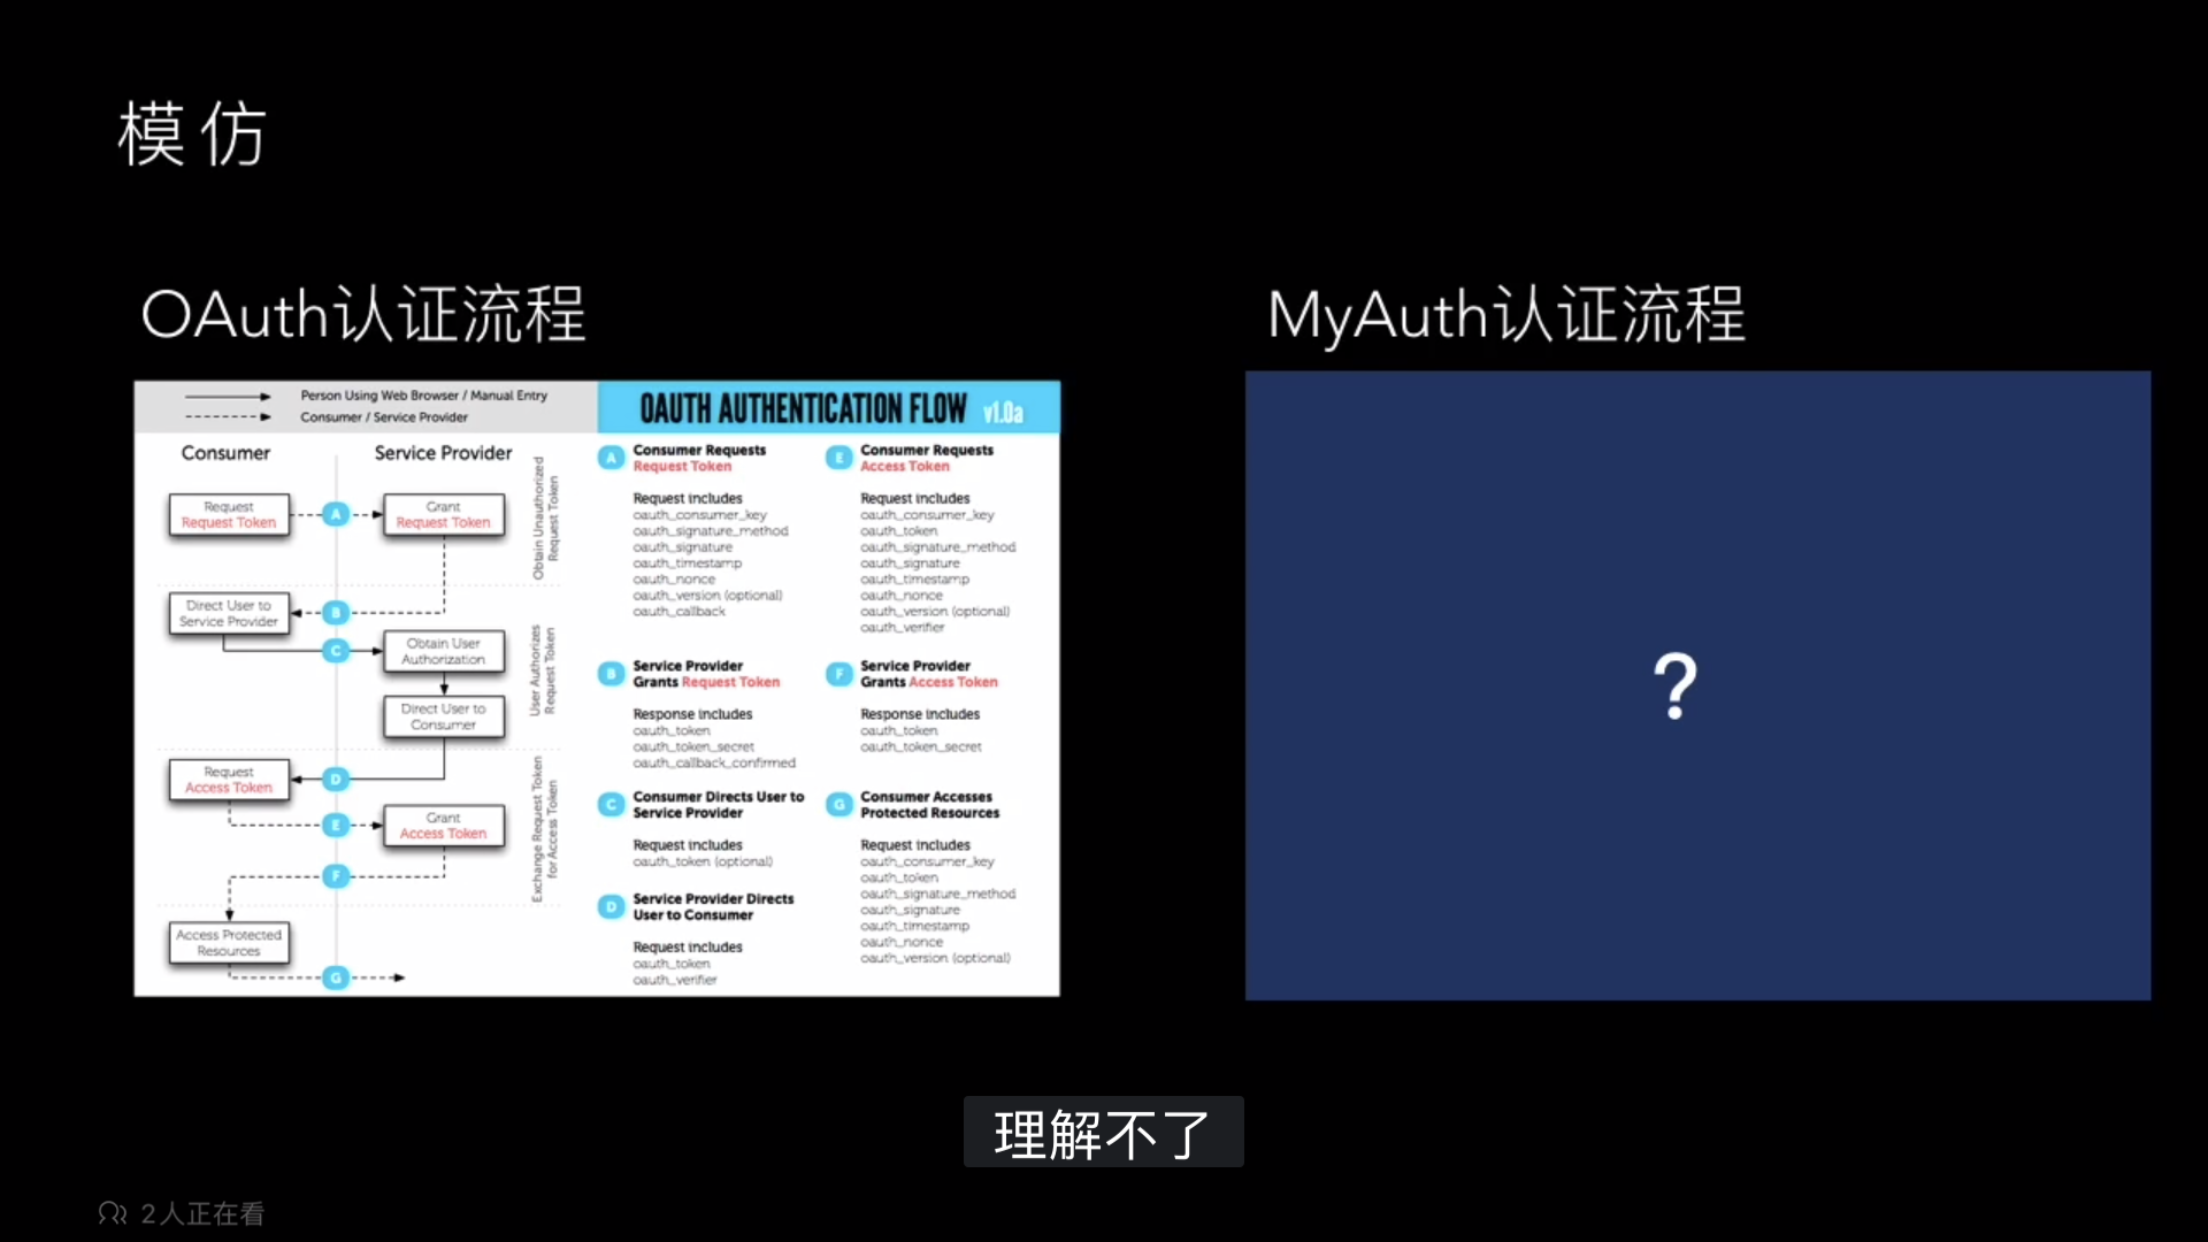 模仿
OAuth认证流程
MyAuth认证流程
Person Using Web Browser / Manual Entry
Consumer / Service Provider
OAUTH AUTHENTICATION FLOW v1.0a
Consumer
Service Provider
Request
Request Token
A
Grant
Request Token
Obtain Unauthorized
Request Token
Direct User to
Service Provider
B
C
Obtain User
Authorization
Direct User to
Consumer
User Authorizes
Request Token
Request
Access Token
D
E
Grant
Access Token
F
Exchange Request Token
for Access Token
Access Protected
Resources
G
A Consumer Requests
Request Token
Request includes
oauth_consumer_key
oauth_signature_method
oauth_signature
oauth_timestamp
oauth_nonce
oauth_version (optional)
oauth_callback
B Service Provider
Grants Request Token
Response includes
oauth_token
oauth_token_secret
oauth_callback_confirmed
C Consumer Directs User to
Service Provider
Request includes
oauth_token (optional)
D Service Provider Directs
User to Consumer
Request includes
oauth_token
oauth_verifier
E Consumer Requests
Access Token
Request includes
oauth_consumer_key
oauth_token
oauth_signature_method
oauth_signature
oauth_timestamp
oauth_nonce
oauth_version (optional)
oauth_verifier
F Service Provider
Grants Access Token
Response includes
oauth_token
oauth_token_secret
G Consumer Accesses
Protected Resources
Request includes
oauth_consumer_key
oauth_token
oauth_signature_method
oauth_signature
oauth_timestamp
oauth_nonce
oauth_version (optional)
?
理解不了
2人正在看